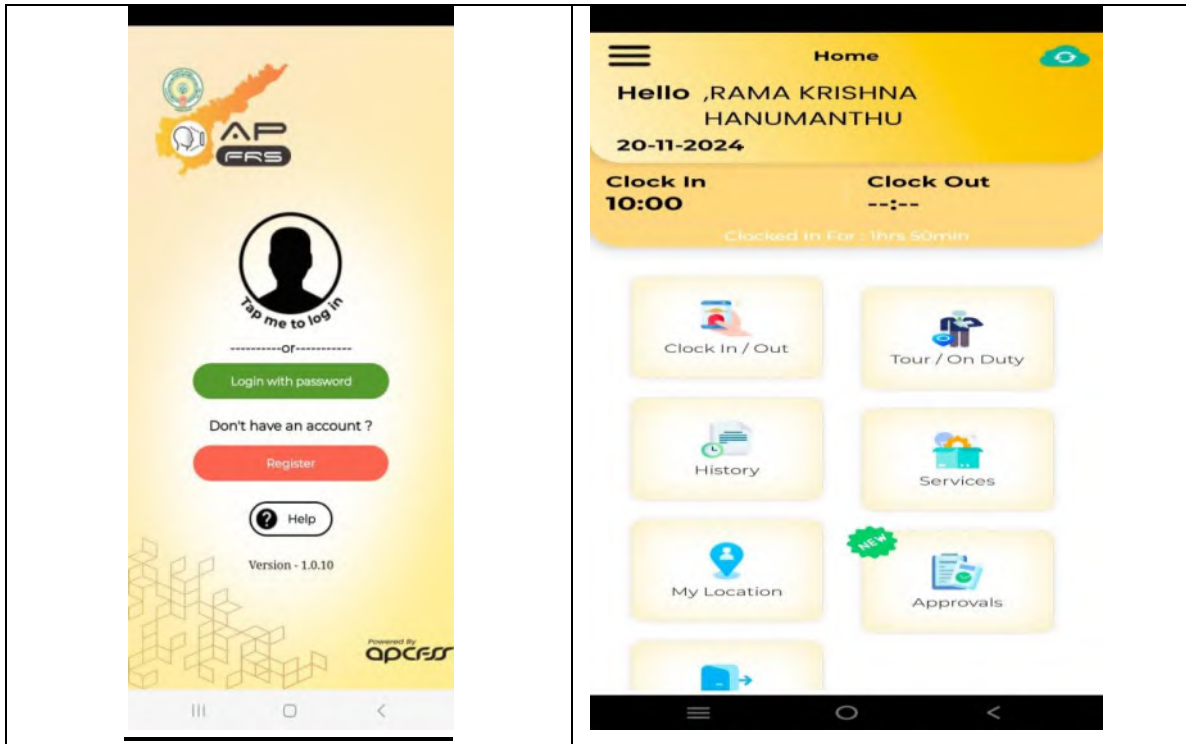 AP
FRS
Tap me to log in
----------or-----------
Login with password
Don't have an account ?
Register
? Help
Version - 1.0.10
Powered By
apcfss
Home
Hello ,RAMA KRISHNA
HANUMANTHU
20-11-2024
Clock In Clock Out
10:00 --:--
Clocked In For : 1hrs 50min
Clock In / Out
Tour / On Duty
History
Services
NEW
My Location
Approvals